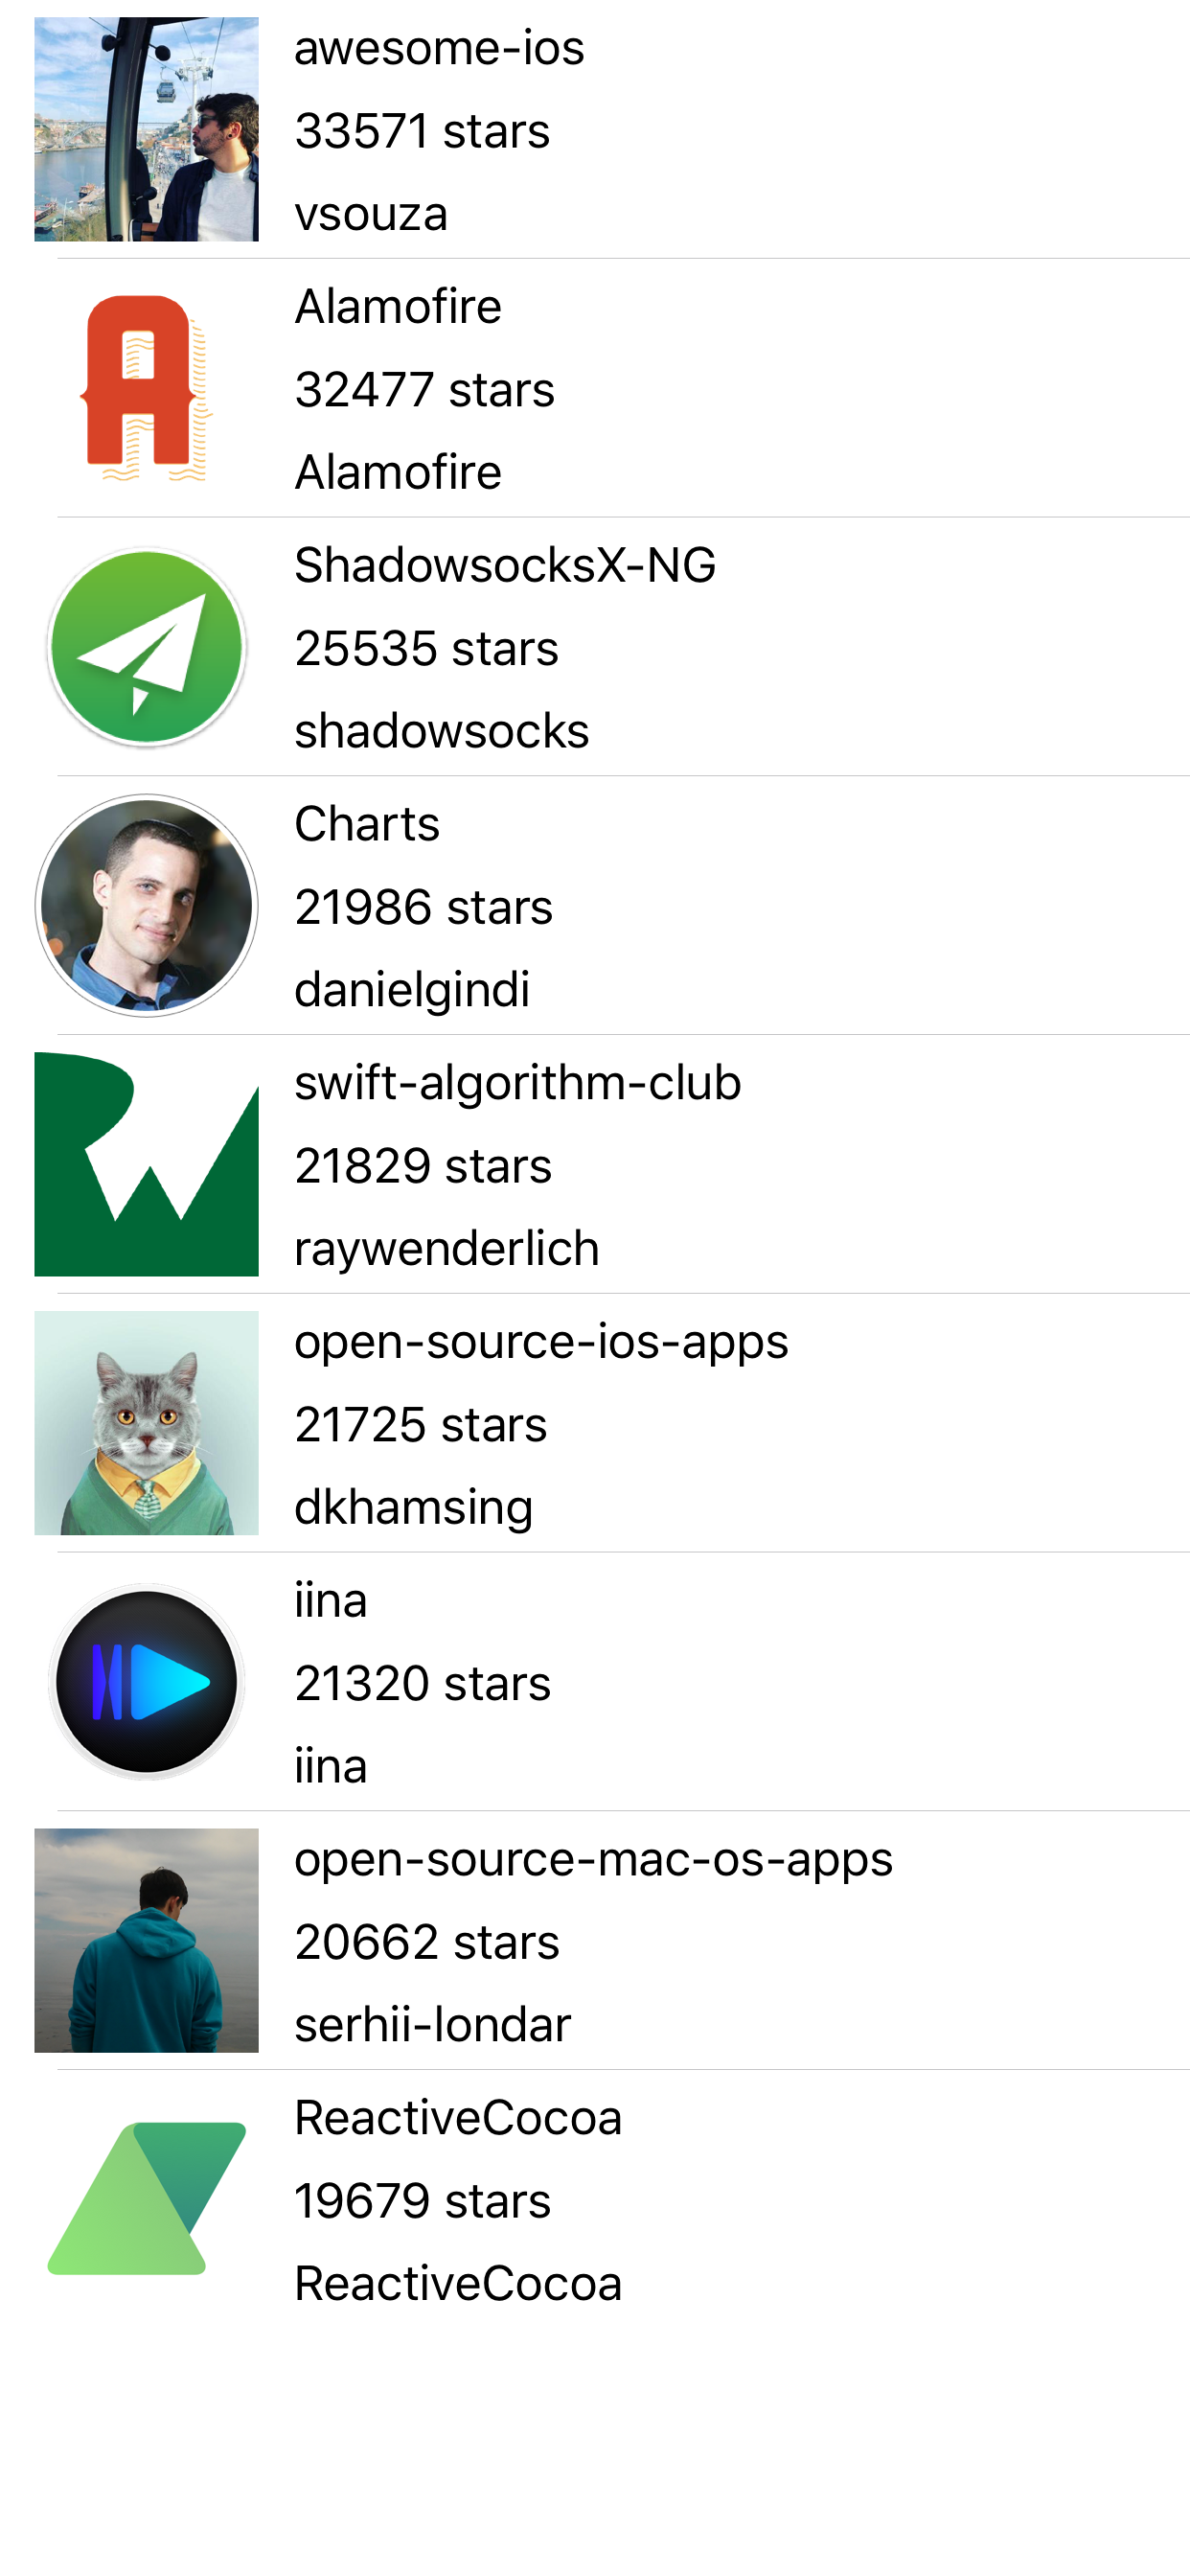 awesome-ios
33571 stars
vsouza
Alamofire
32477 stars
Alamofire
ShadowsocksX-NG
25535 stars
shadowsocks
Charts
21986 stars
danielgindi
swift-algorithm-club
21829 stars
raywenderlich
open-source-ios-apps
21725 stars
dkhamsing
iina
21320 stars
iina
open-source-mac-os-apps
20662 stars
serhii-londar
ReactiveCocoa
19679 stars
ReactiveCocoa